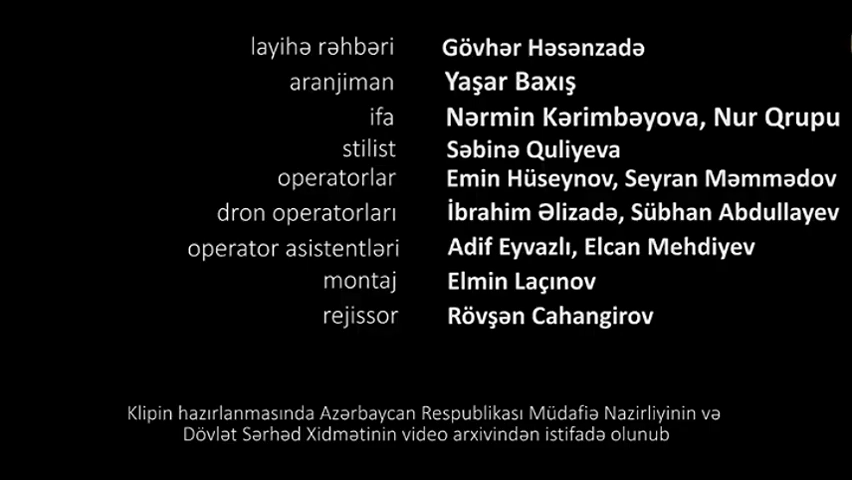 layihə rəhbəri Gövhər Həsənzadə
aranjiman Yaşar Baxış
ifa Nərmin Kərimbəyova, Nur Qrupu
stilist Səbinə Quliyeva
operatorlar Emin Hüseynov, Seyran Məmmədov
dron operatorları İbrahim Əlizadə, Sübhan Abdullayev
operator asistentləri Adif Eyvazlı, Elcan Mehdiyev
montaj Elmin Laçınov
rejissor Rövşən Cahangirov
Klipin hazırlanmasında Azərbaycan Respublikası Müdafiə Nazirliyinin və
Dövlət Sərhəd Xidmətinin video arxivindən istifadə olunub